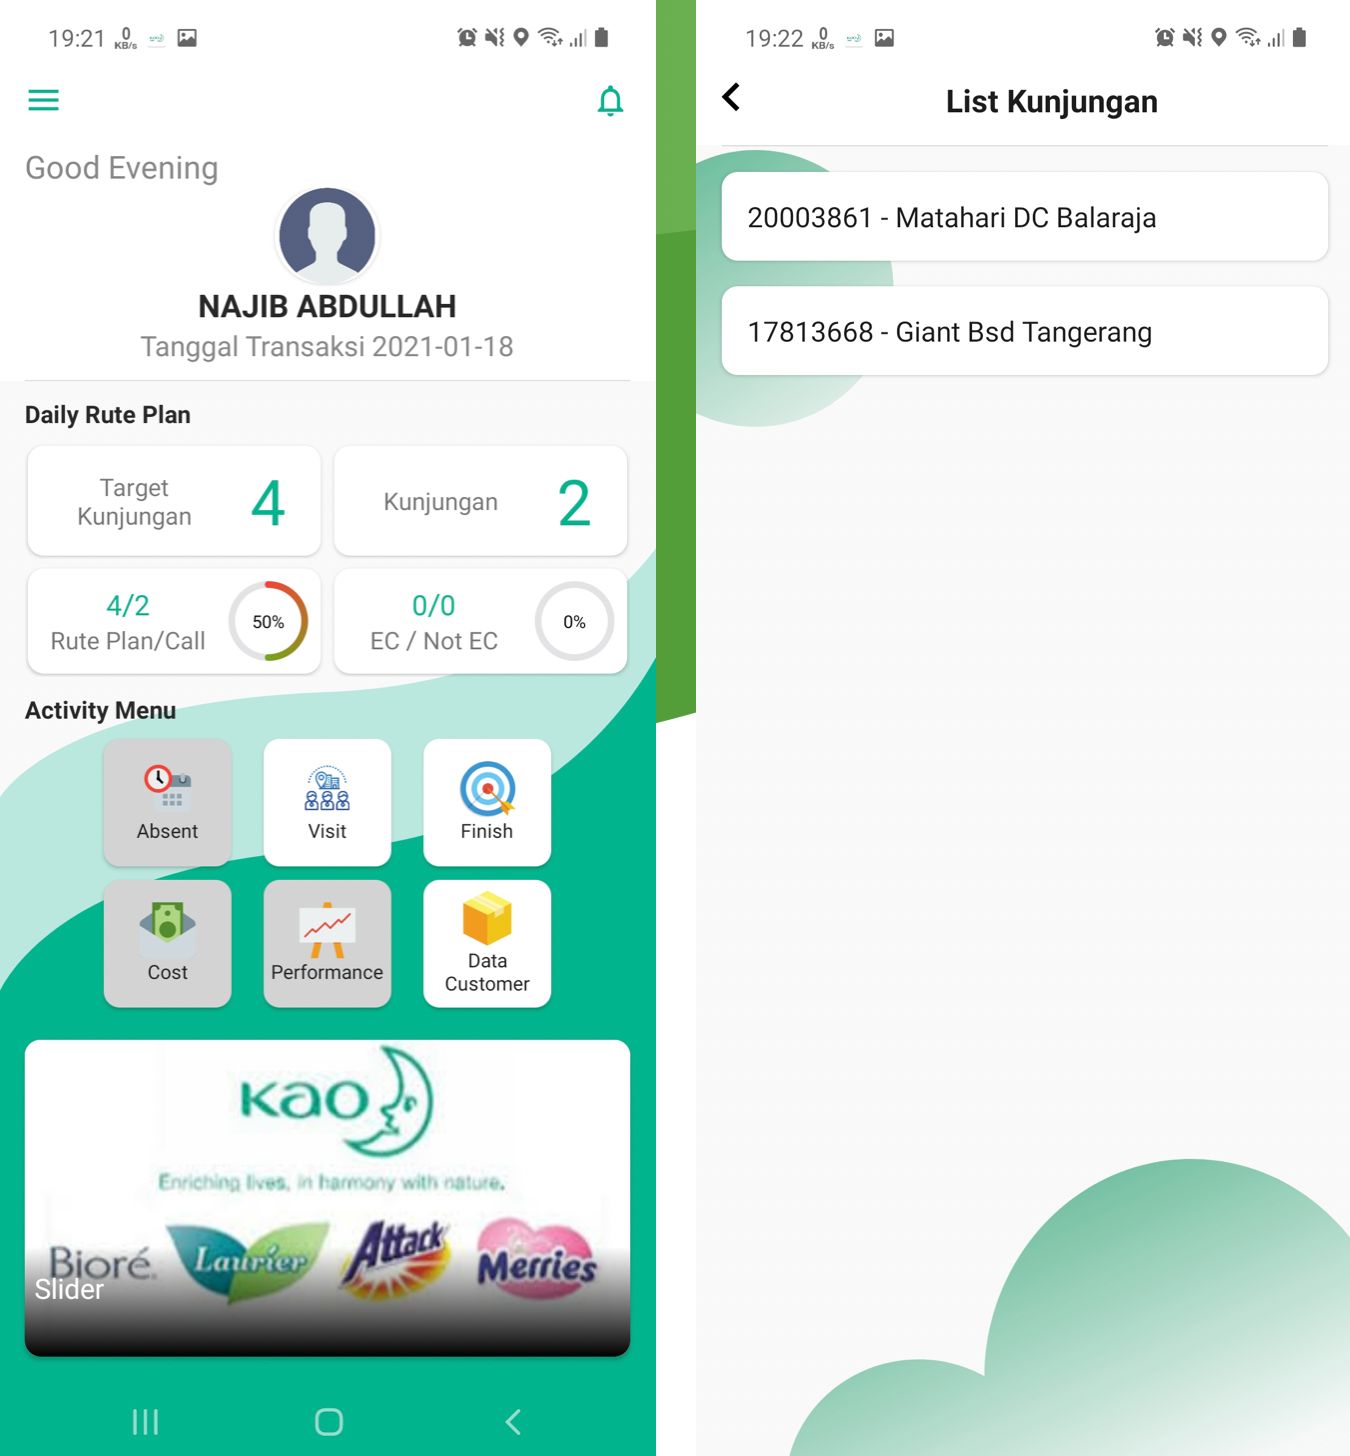 19:21 0 KB/s
Good Evening
NAJIB ABDULLAH
Tanggal Transaksi 2021-01-18
Daily Rute Plan
Target
Kunjungan
4
Kunjungan
2
4/2
Rute Plan/Call
50%
0/0
EC / Not EC
0%
Activity Menu
Absent
Visit
Finish
Cost
Performance
Data
Customer
Kao
Enriching lives, in harmony with nature.
Bioré
Laurier
Attack
Merries
Slider
19:22 0 KB/s
List Kunjungan
20003861 - Matahari DC Balaraja
17813668 - Giant Bsd Tangerang